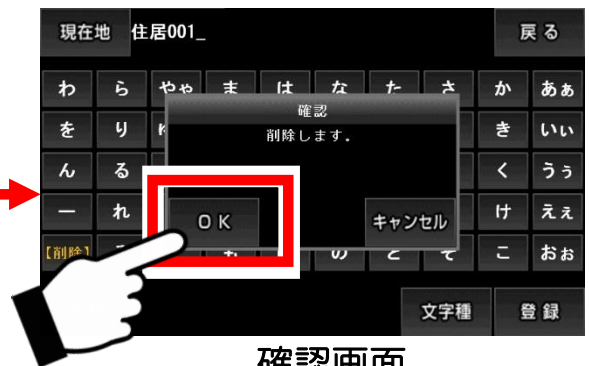 現在地 住居001_ 戻る
わ ら やゃ ま は な た さ か あぁ
確認
を り き いぃ
削除します.
ん る く うぅ
ー れ け えぇ
OK キャンセル
【削除】 も の と そ こ おぉ
文字種 登録
確認画面